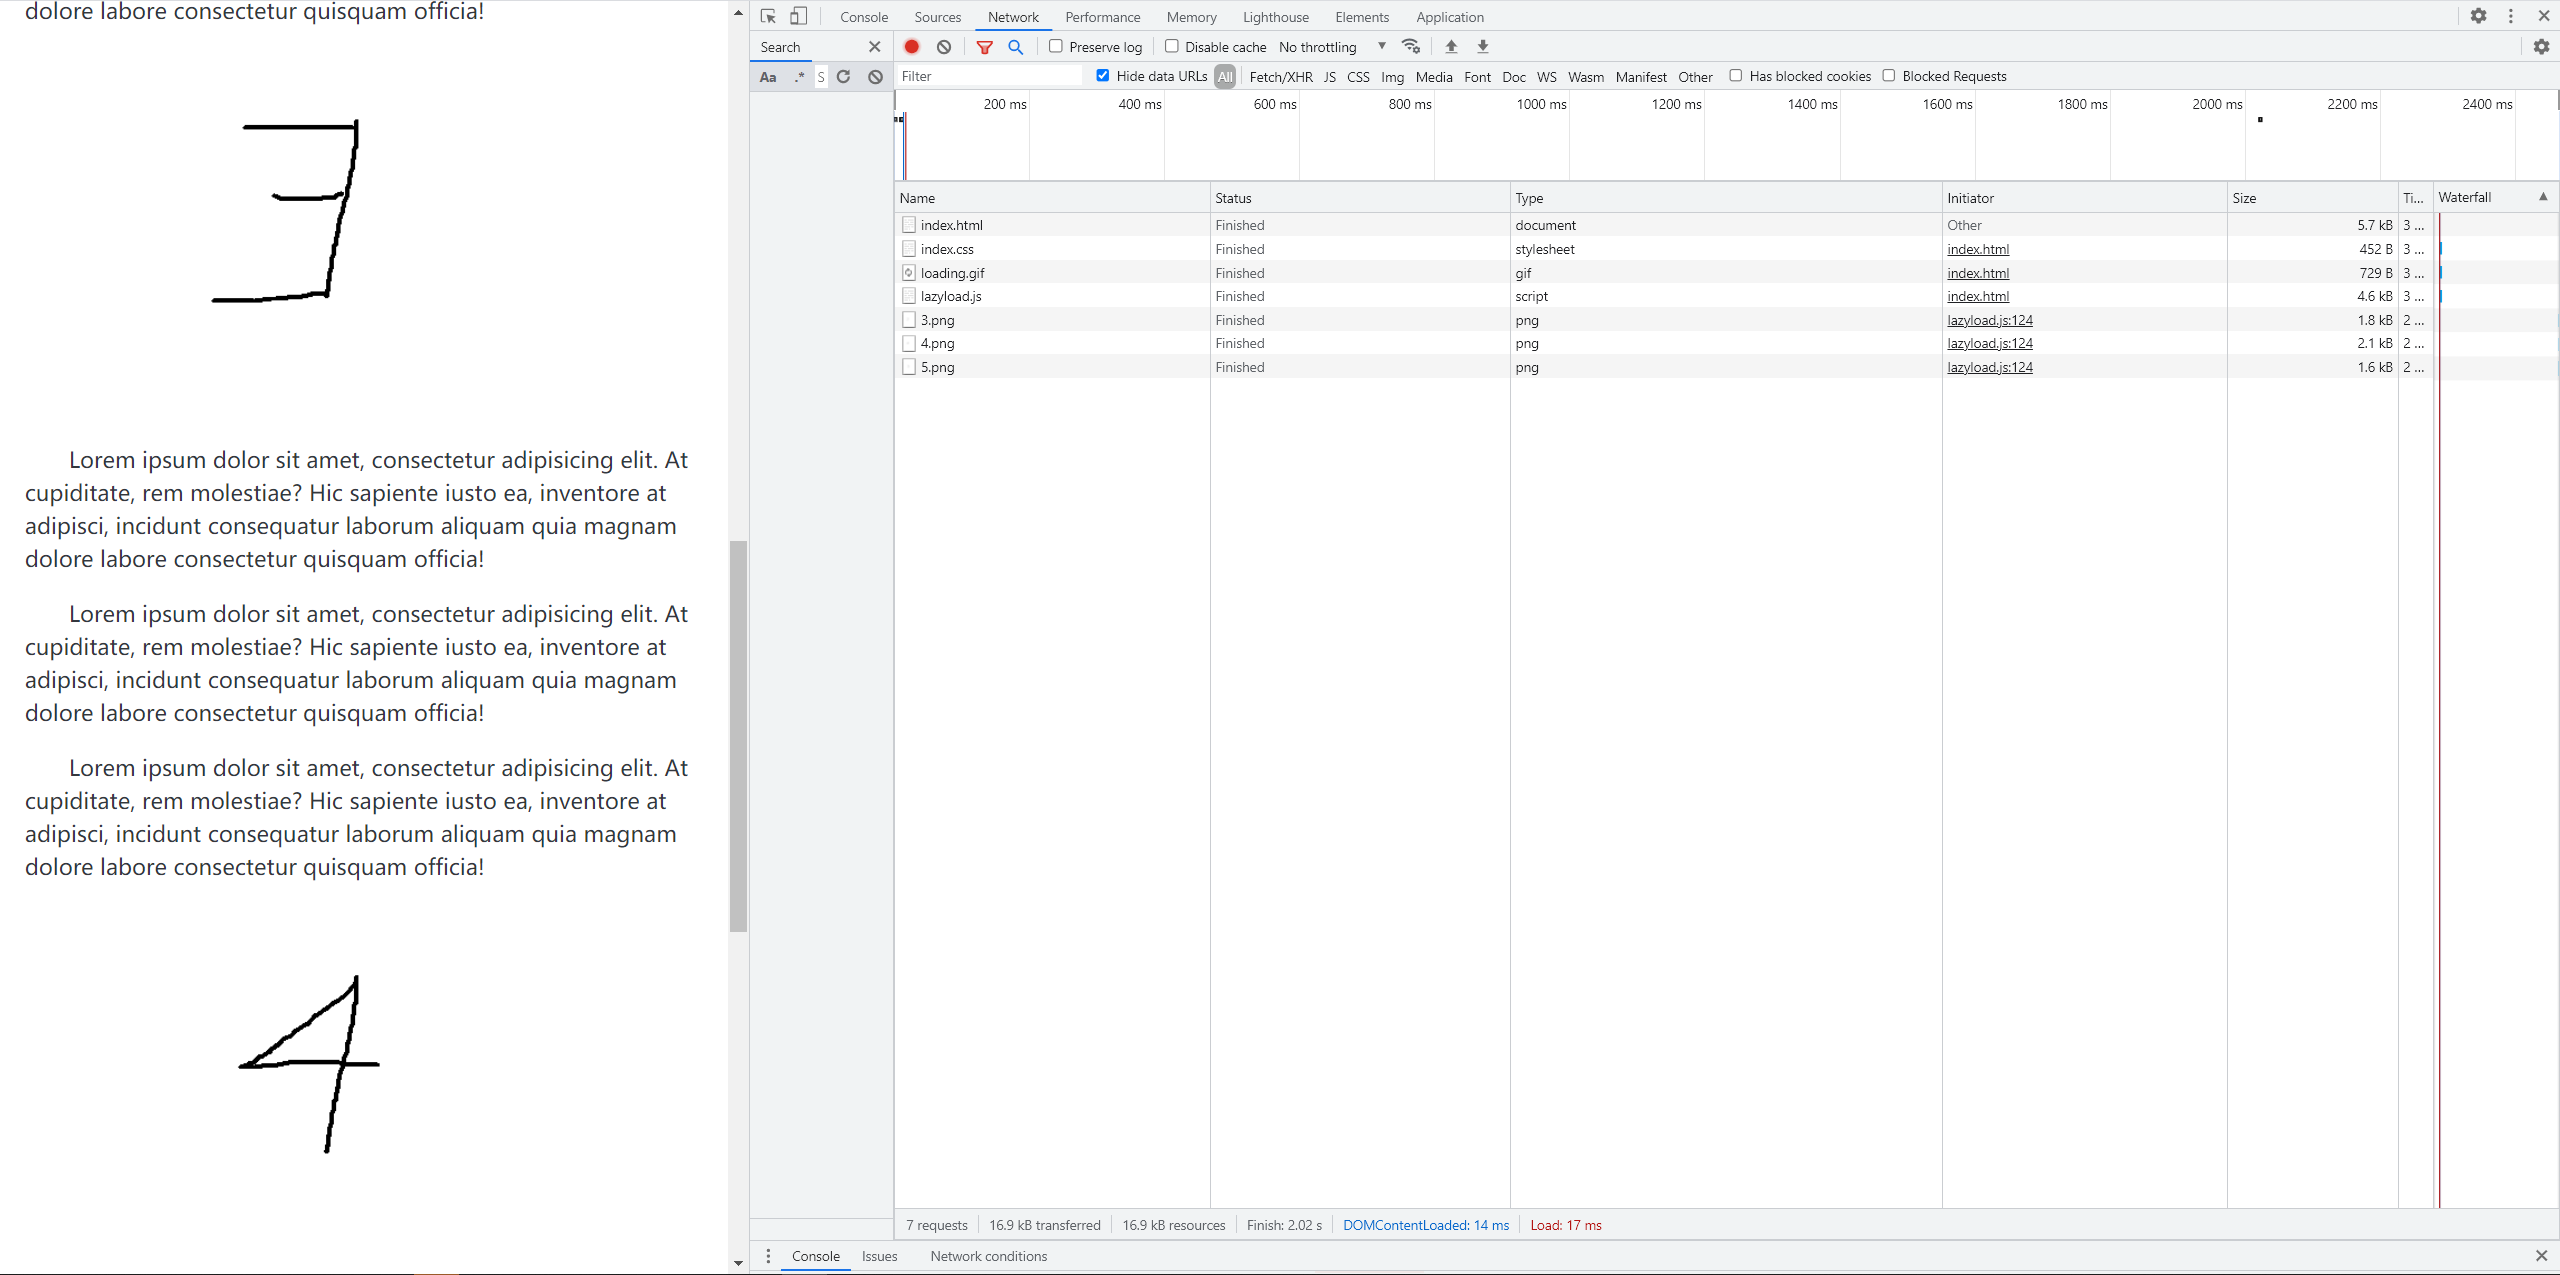 dolore labore consectetur quisquam officia!
3
Lorem ipsum dolor sit amet, consectetur adipisicing elit. At
cupiditate, rem molestiae? Hic sapiente iusto ea, inventore at
adipisci, incidunt consequatur laborum aliquam quia magnam
dolore labore consectetur quisquam officia!
Lorem ipsum dolor sit amet, consectetur adipisicing elit. At
cupiditate, rem molestiae? Hic sapiente iusto ea, inventore at
adipisci, incidunt consequatur laborum aliquam quia magnam
dolore labore consectetur quisquam officia!
Lorem ipsum dolor sit amet, consectetur adipisicing elit. At
cupiditate, rem molestiae? Hic sapiente iusto ea, inventore at
adipisci, incidunt consequatur laborum aliquam quia magnam
dolore labore consectetur quisquam officia!
4
Console Sources Network Performance Memory Lighthouse Elements Application
Search
Preserve log Disable cache No throttling
Aa .* S
Filter Hide data URLs All Fetch/XHR JS CSS Img Media Font Doc WS Wasm Manifest Other Has blocked cookies Blocked Requests
200 ms 400 ms 600 ms 800 ms 1000 ms 1200 ms 1400 ms 1600 ms 1800 ms 2000 ms 2200 ms 2400 ms
Name Status Type Initiator Size Ti... Waterfall
index.html Finished document Other 5.7 kB 3 ...
index.css Finished stylesheet index.html 452 B 3 ...
loading.gif Finished gif index.html 729 B 3 ...
lazyload.js Finished script index.html 4.6 kB 3 ...
3.png Finished png lazyload.js:124 1.8 kB 2 ...
4.png Finished png lazyload.js:124 2.1 kB 2 ...
5.png Finished png lazyload.js:124 1.6 kB 2 ...
7 requests 16.9 kB transferred 16.9 kB resources Finish: 2.02 s DOMContentLoaded: 14 ms Load: 17 ms
Console Issues Network conditions